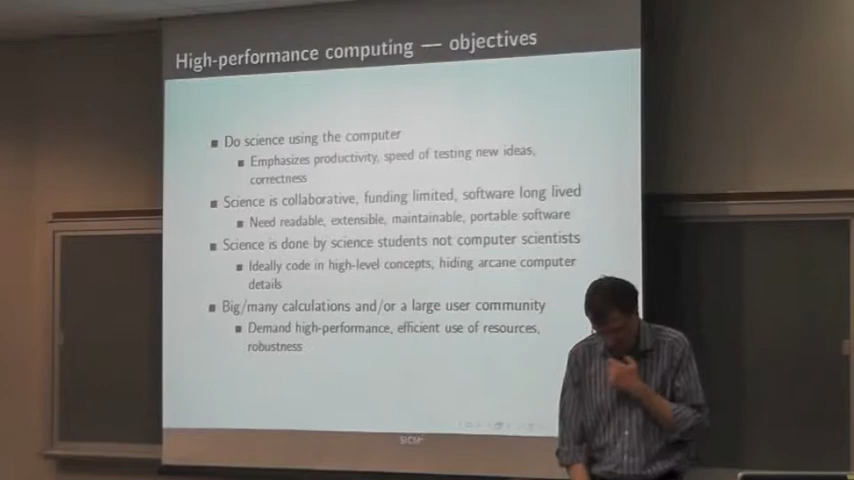 High-performance computing — objectives
Do science using the computer
Emphasizes productivity, speed of testing new ideas,
correctness
Science is collaborative, funding limited, software long lived
Need readable, extensible, maintainable, portable software
Science is done by science students not computer scientists
Ideally code in high-level concepts, hiding arcane computer
details
Big/many calculations and/or a large user community
Demand high-performance, efficient use of resources,
robustness